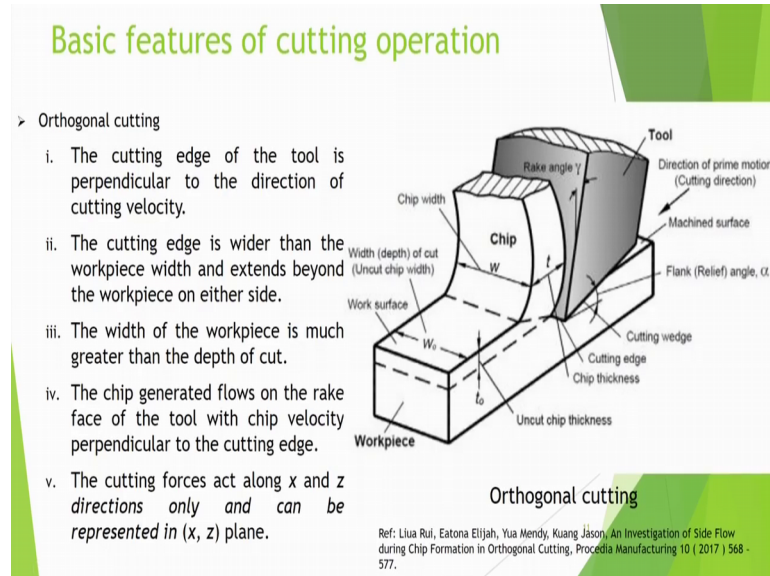 Basic features of cutting operation
➢ Orthogonal cutting
i. The cutting edge of the tool is
perpendicular to the direction of
cutting velocity.
ii. The cutting edge is wider than the
workpiece width and extends beyond
the workpiece on either side.
iii. The width of the workpiece is much
greater than the depth of cut.
iv. The chip generated flows on the rake
face of the tool with chip velocity
perpendicular to the cutting edge.
v. The cutting forces act along x and z
directions only and can be
represented in (x, z) plane.
Tool
Rake angle γ
Direction of prime motion
(Cutting direction)
Chip width
Machined surface
Chip
Width (depth) of cut
(Uncut chip width)
W
t
Flank (Relief) angle, α
Work surface
Wₒ
Cutting wedge
Cutting edge
Chip thickness
tₒ
Uncut chip thickness
Workpiece
Orthogonal cutting
Ref: Liua Rui, Eatona Elijah, Yua Mendy, Kuang Jason, An Investigation of Side Flow
during Chip Formation in Orthogonal Cutting, Procedia Manufacturing 10 ( 2017 ) 568 -
577.